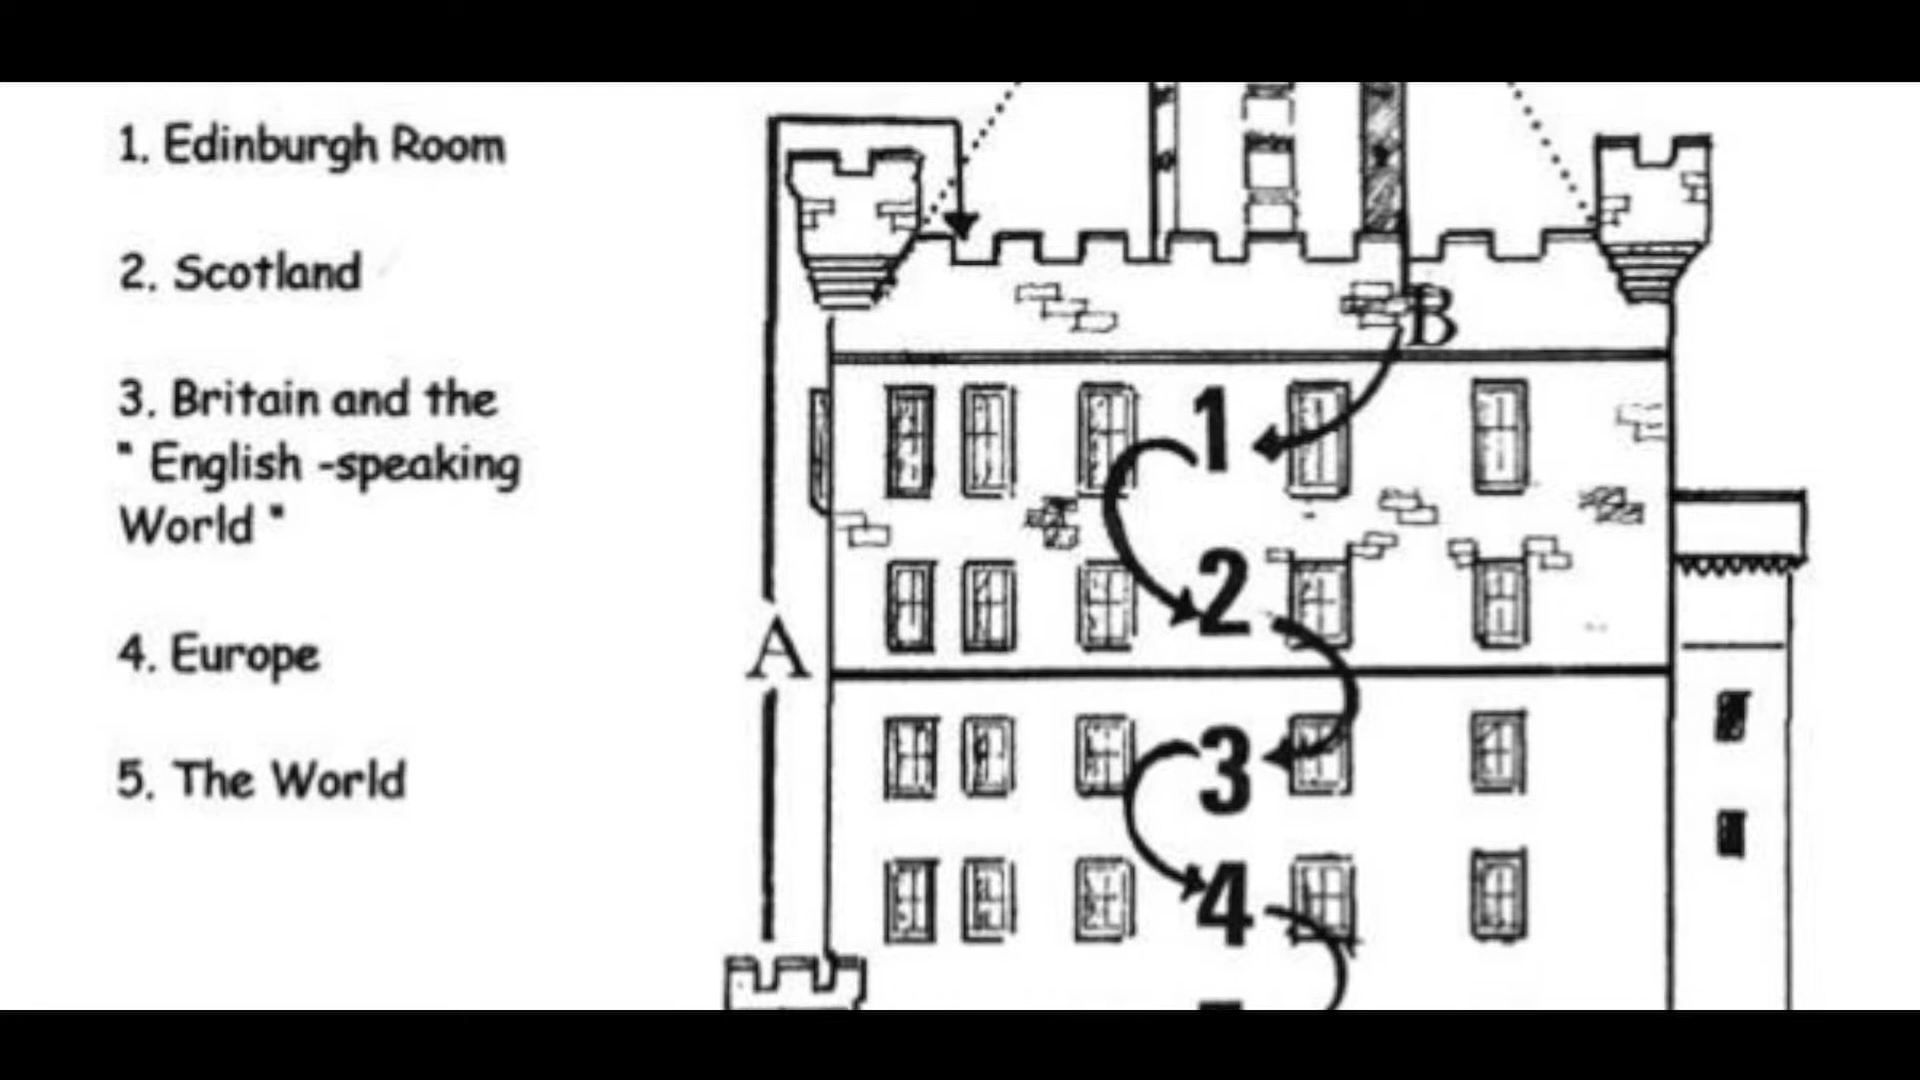 1. Edinburgh Room
2. Scotland
3. Britain and the
" English -speaking
World "
4. Europe
5. The World
B
1
2
A
3
4